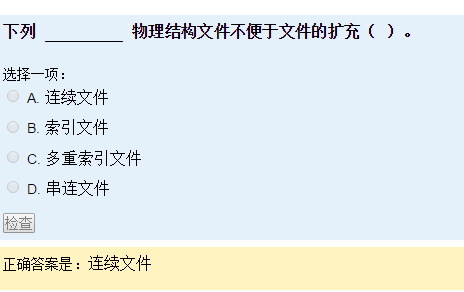 下列 _________ 物理结构文件不便于文件的扩充（ ）。
选择一项：
A. 连续文件
B. 索引文件
C. 多重索引文件
D. 串连文件
检查
正确答案是：连续文件